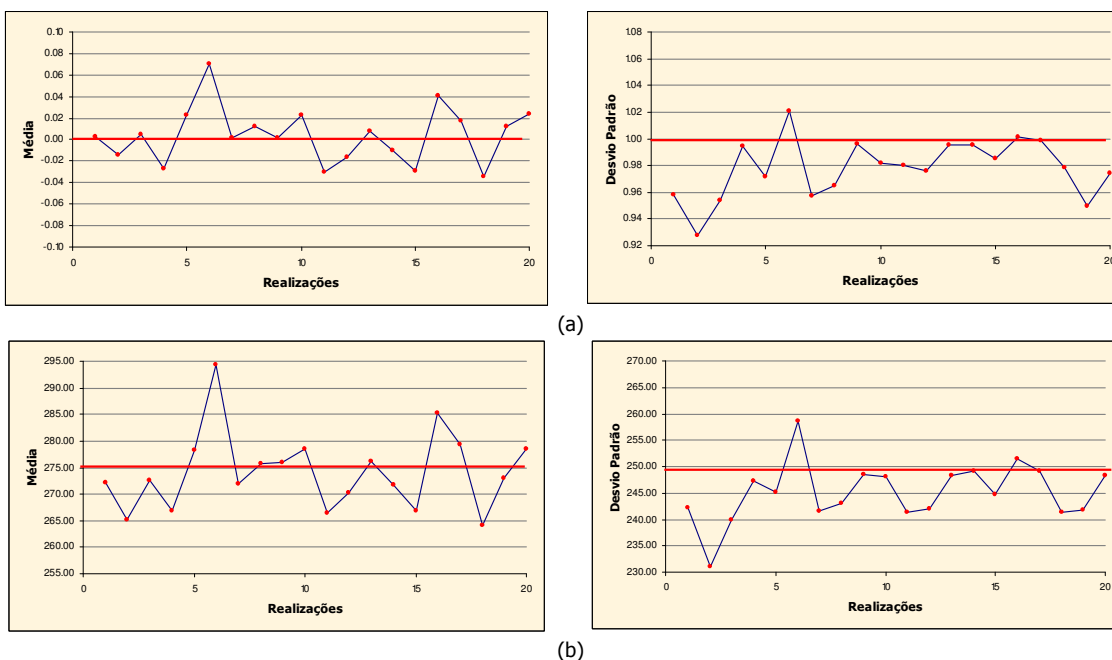 0.10
0.08
0.06
0.04
0.02
0.00
-0.02
-0.04
-0.06
-0.08
-0.10
Média
0 5 10 15 20
Realizações
1.08
1.06
1.04
1.02
1.00
0.98
0.96
0.94
0.92
Desvio Padrão
0 5 10 15 20
Realizações
(a)
295.00
290.00
285.00
280.00
275.00
270.00
265.00
260.00
255.00
Média
0 5 10 15 20
Realizações
270.00
265.00
260.00
255.00
250.00
245.00
240.00
235.00
230.00
Desvio Padrão
0 5 10 15 20
Realizações
(b)